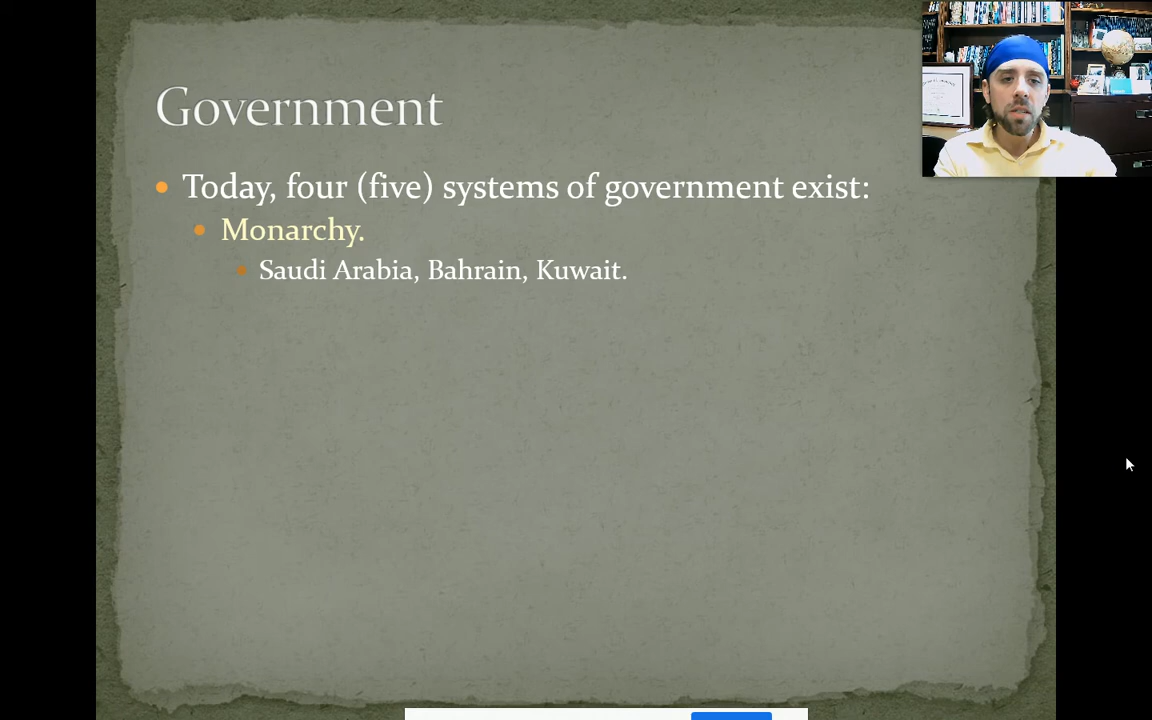 Government
Today, four (five) systems of government exist:
Monarchy.
Saudi Arabia, Bahrain, Kuwait.